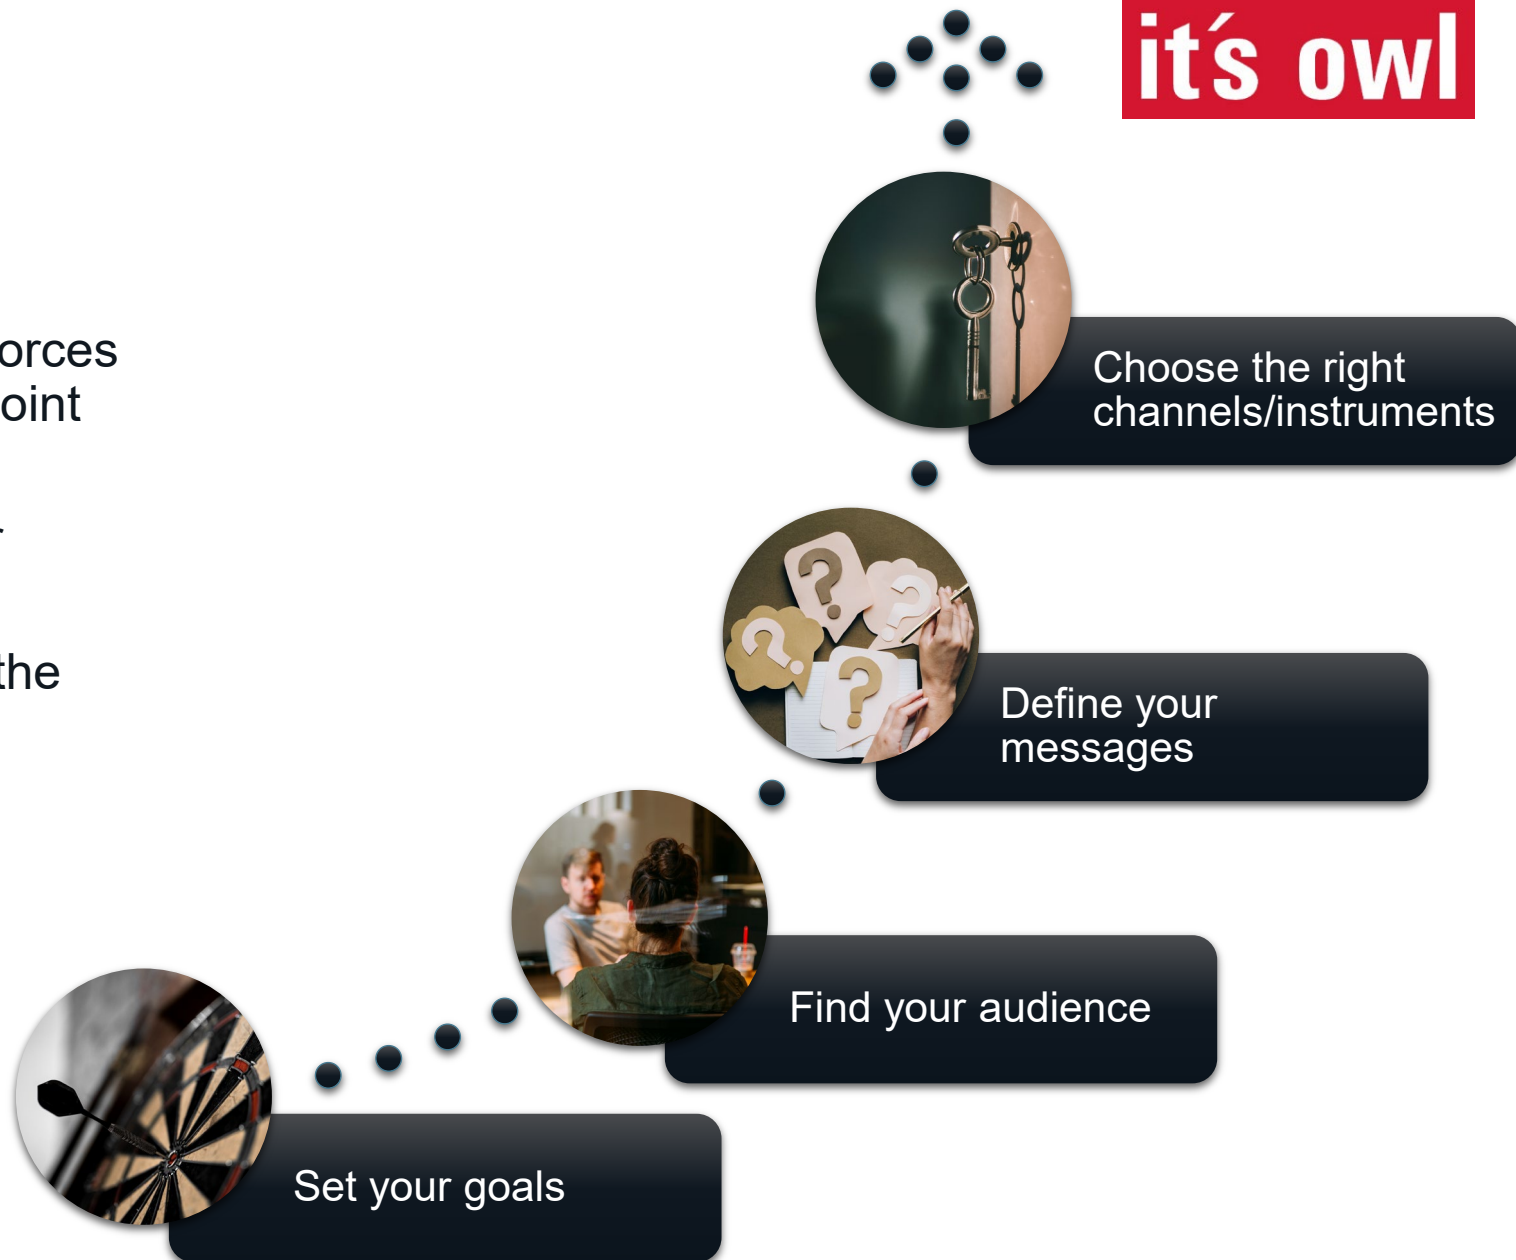 it´s owl
orces
oint
the
Choose the right
channels/instruments
Define your
messages
Find your audience
Set your goals